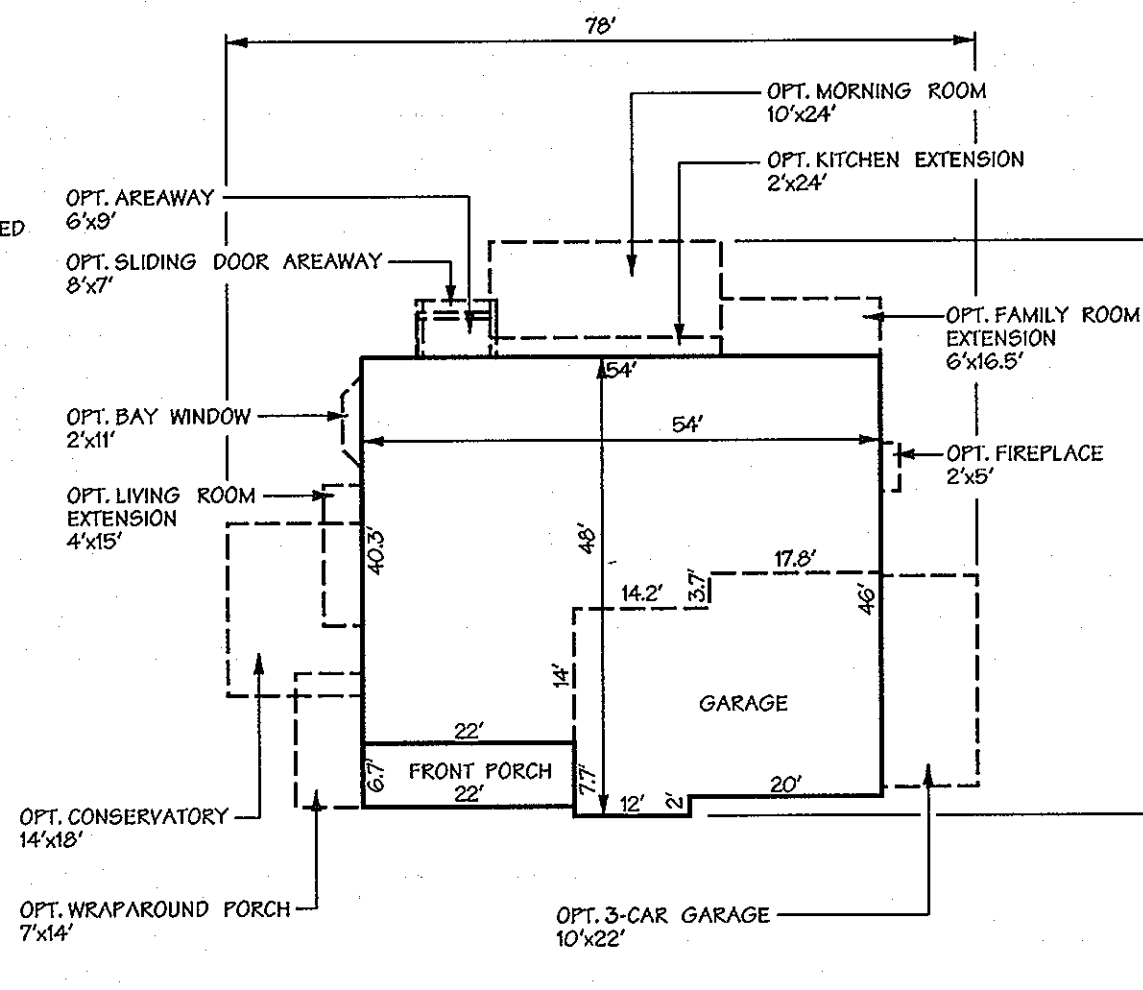 78'
OPT. MORNING ROOM
10'x24'
OPT. KITCHEN EXTENSION
2'x24'
OPT. AREAWAY
6'x9'
ED
OPT. SLIDING DOOR AREAWAY
8'x7'
OPT. FAMILY ROOM
EXTENSION
6'x16.5'
54'
OPT. BAY WINDOW
2'x11'
54'
OPT. FIREPLACE
2'x5'
OPT. LIVING ROOM
EXTENSION
4'x15'
40.3'
48'
17.8'
14.2'
3.7'
46'
14'
GARAGE
22'
6.7'
FRONT PORCH
22'
7.7'
12'
2'
20'
OPT. CONSERVATORY
14'x18'
OPT. WRAPAROUND PORCH
7'x14'
OPT. 3-CAR GARAGE
10'x22'